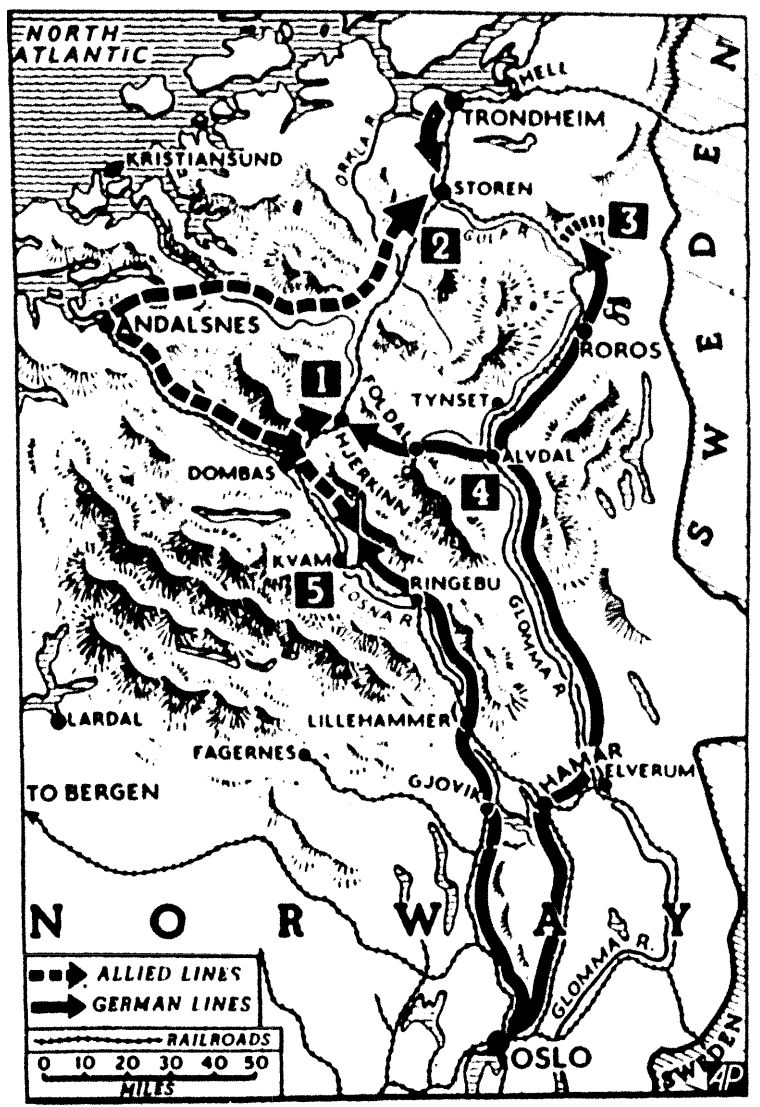 NORTH
ATLANTIC
HELL
TRONDHEIM
ORKLA R.
KRISTIANSUND
STOREN
GULA R.
2
3
ANDALSNES
ROROS
1
FOLDAL
TYNSET
HJERKINN
ALVDAL
DOMBAS
4
KVAM
5
LOSNA R
RINGEBU
GLOMMA R
LARDAL
LILLEHAMMER
FAGERNES
HAMAR
ELVERUM
GJOVIK
TO BERGEN
NORWAY
GLOMMA R.
OSLO
SWEDEN
SWEDEN
AP
ALLIED LINES
GERMAN LINES
RAILROADS
0 10 20 30 40 50
MILES